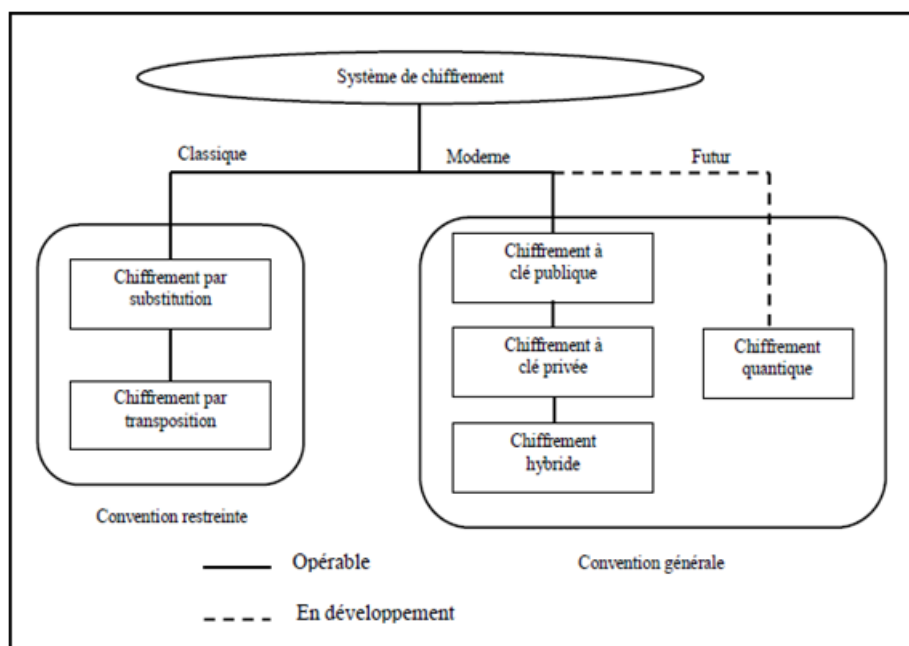 Système de chiffrement
Classique
Moderne
Futur
Chiffrement par
substitution
Chiffrement par
transposition
Chiffrement à
clé publique
Chiffrement à
clé privée
Chiffrement
hybride
Chiffrement
quantique
Convention restreinte
Convention générale
Opérable
En développement